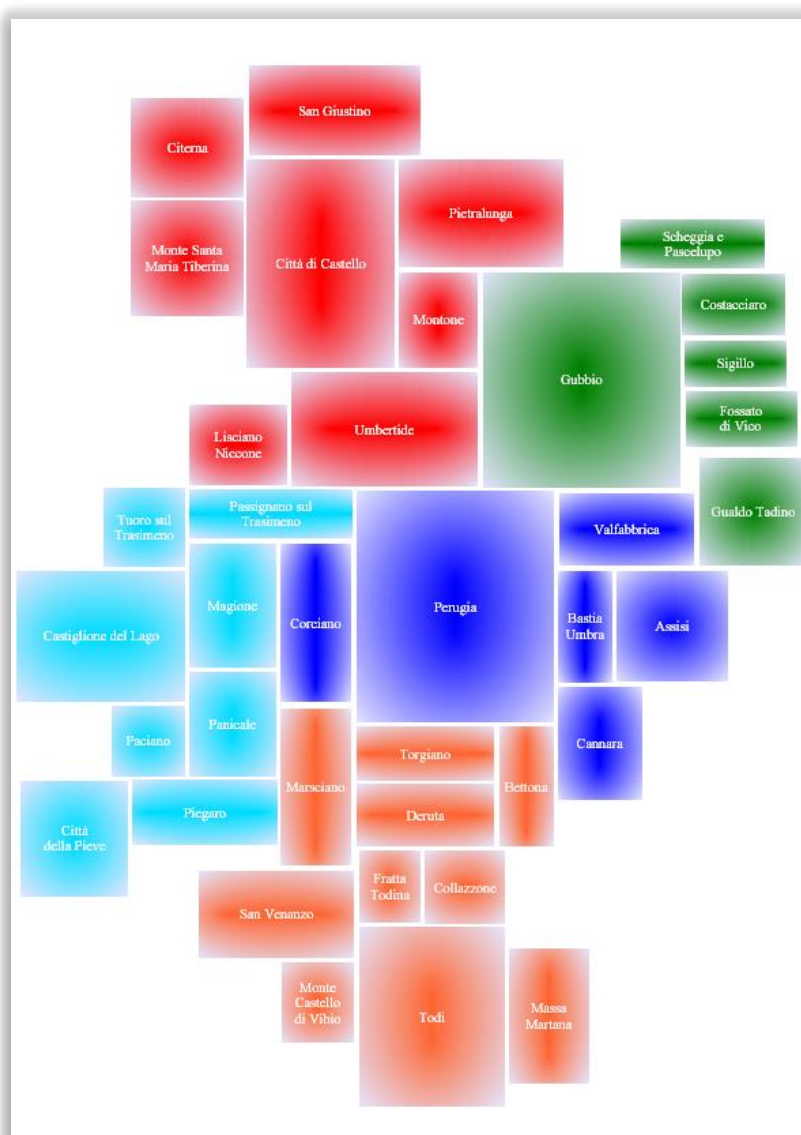 San Giustino
Citerna
Pietralunga
Monte Santa
Maria Tiberina
Città di Castello
Scheggia e
Pascelupo
Costacciaro
Montone
Sigillo
Gubbio
Fossato
di Vico
Umbertide
Lisciano
Niccone
Gualdo Tadino
Passignano sul
Trasimeno
Tuoro sul
Trasimeno
Valfabbrica
Magione
Perugia
Corciano
Bastia
Umbra
Assisi
Castiglione del Lago
Panicale
Paciano
Cannara
Torgiano
Marsciano
Bettona
Piegaro
Deruta
Città
della Pieve
Fratta
Todina
Collazzone
San Venanzo
Monte
Castello
di Vibio
Todi
Massa
Martana